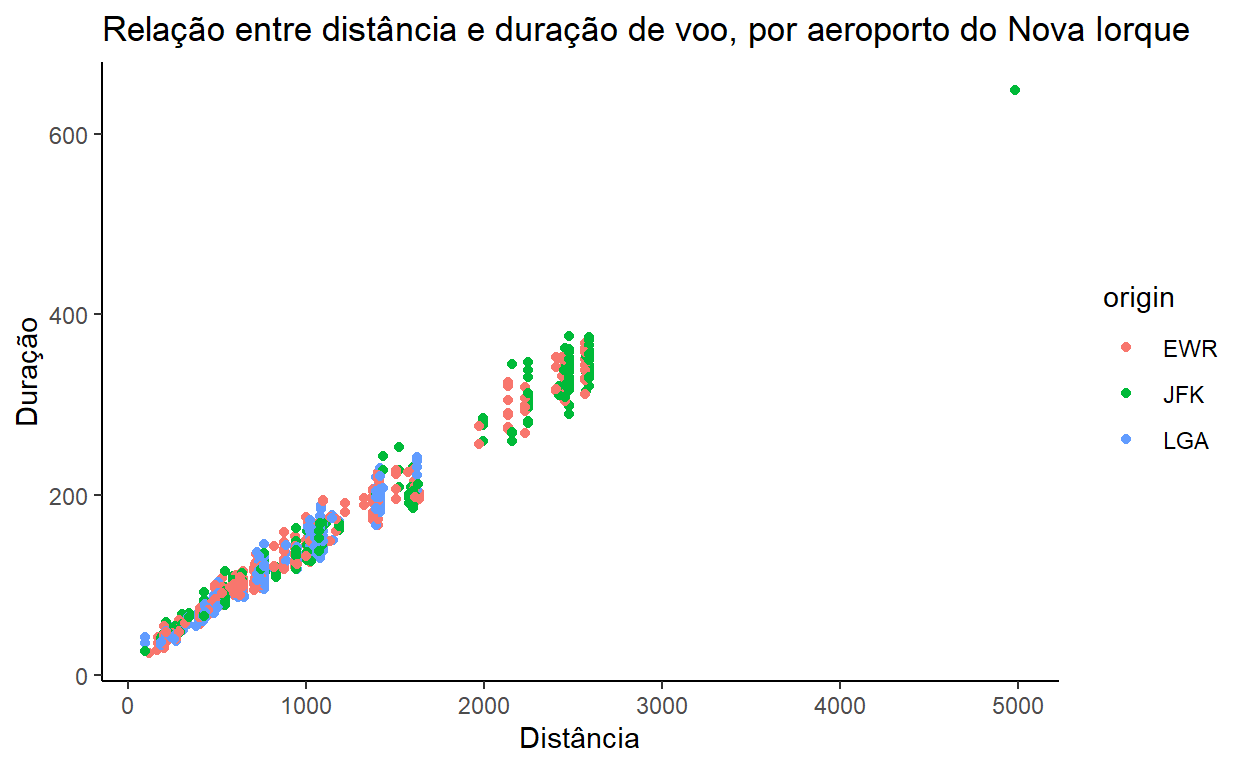 Relação entre distância e duração de voo, por aeroporto do Nova Iorque
600
400
200
0
Duração
0 1000 2000 3000 4000 5000
Distância
origin
EWR
JFK
LGA